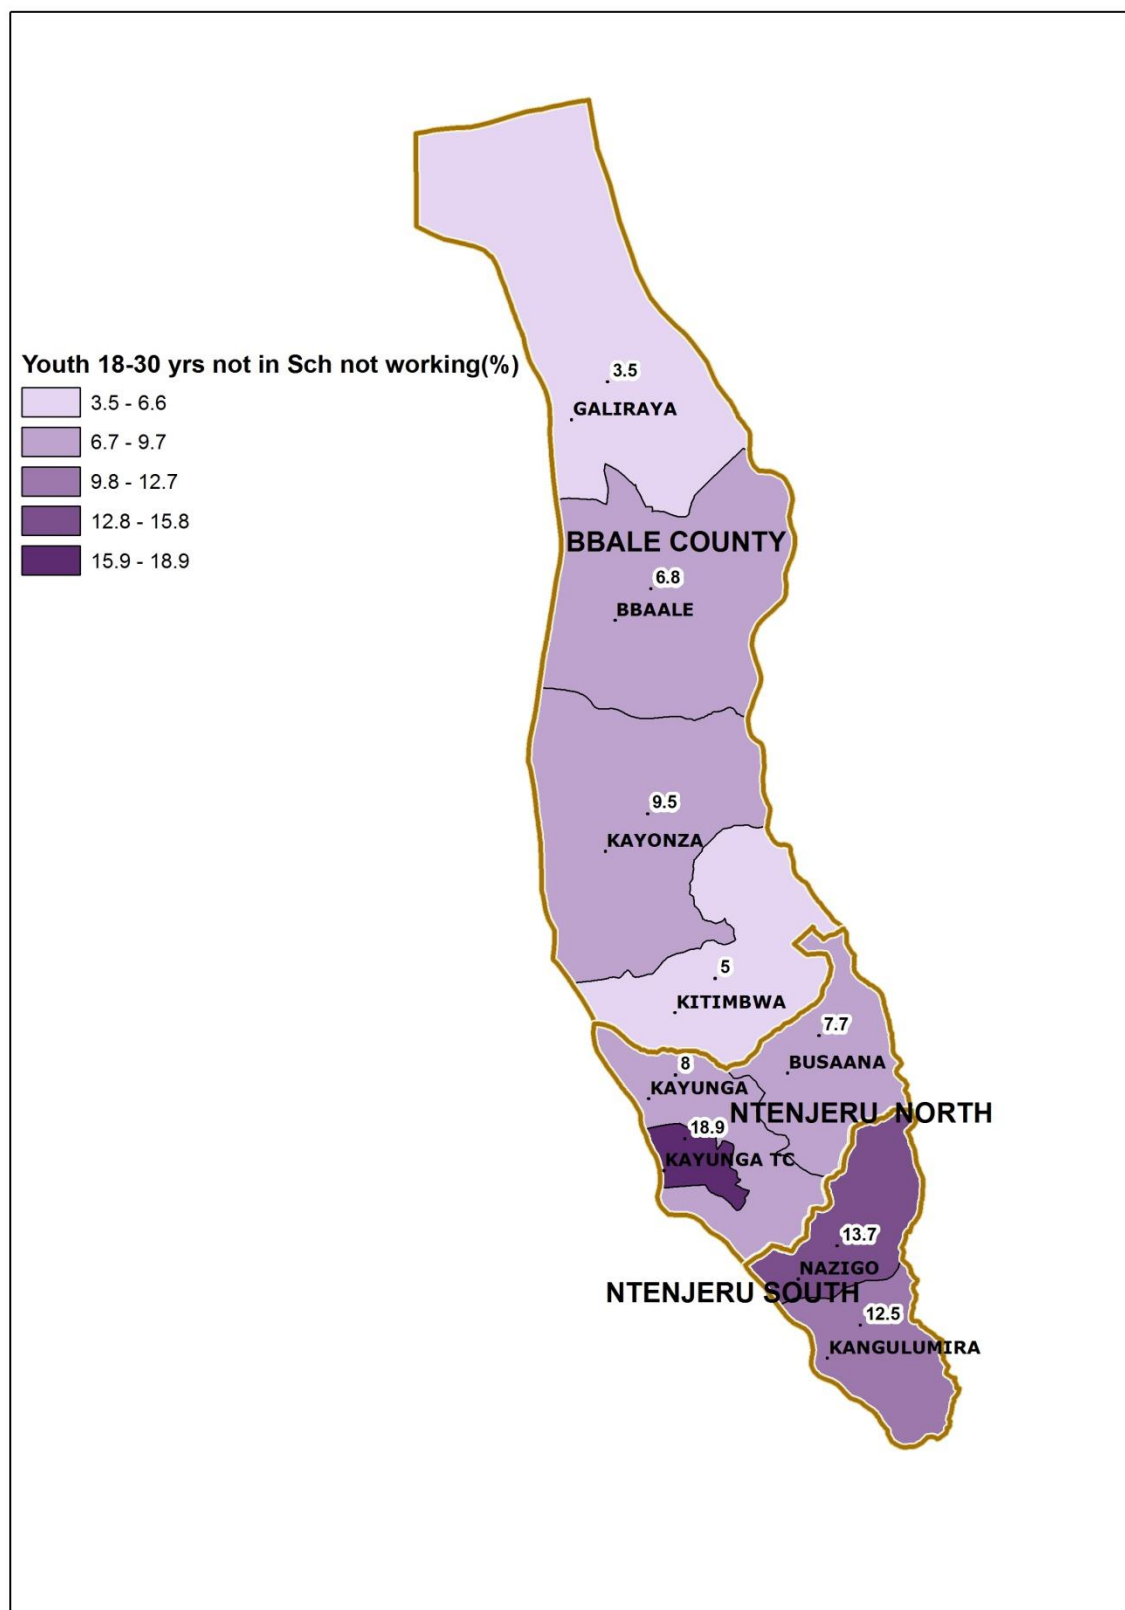 Youth 18-30 yrs not in Sch not working(%)
3.5 - 6.6
6.7 - 9.7
9.8 - 12.7
12.8 - 15.8
15.9 - 18.9
3.5
GALIRAYA
BBALE COUNTY
6.8
BBAALE
9.5
KAYONZA
5
KITIMBWA
7.7
BUSAANA
8
KAYUNGA
NTENJERU NORTH
18.9
KAYUNGA TC
13.7
NAZIGO
NTENJERU SOUTH
12.5
KANGULUMIRA